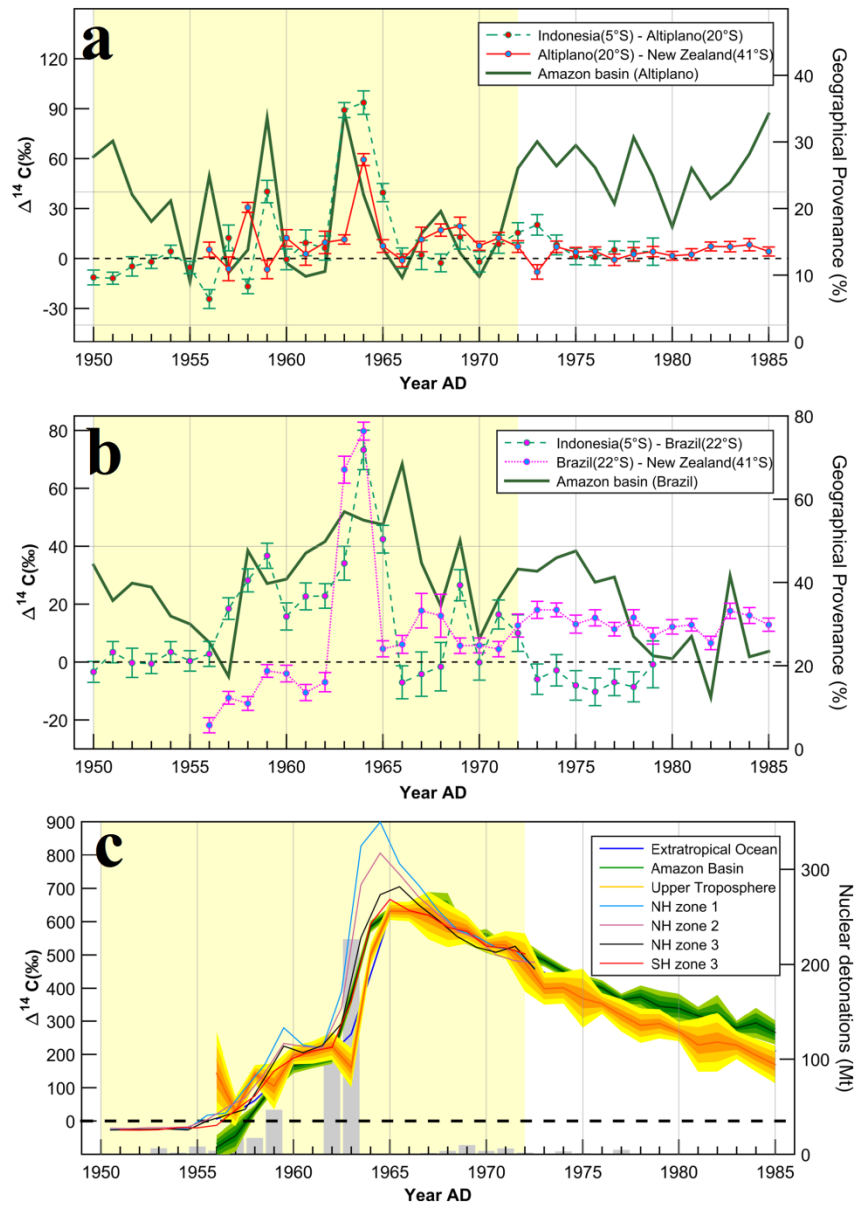 a
Indonesia(5°S) - Altiplano(20°S)
Altiplano(20°S) - New Zealand(41°S)
Amazon basin (Altiplano)
Δ¹⁴ C(‰)
120
90
60
30
0
-30
Geographical Provenance (%)
40
30
20
10
0
1950 1955 1960 1965 1970 1975 1980 1985
Year AD
b
Indonesia(5°S) - Brazil(22°S)
Brazil(22°S) - New Zealand(41°S)
Amazon basin (Brazil)
Δ¹⁴ C(‰)
80
60
40
20
0
-20
Geographical Provenance (%)
80
60
40
20
0
1950 1955 1960 1965 1970 1975 1980 1985
Year AD
c
Extratropical Ocean
Amazon Basin
Upper Troposphere
NH zone 1
NH zone 2
NH zone 3
SH zone 3
Δ¹⁴ C(‰)
900
800
700
600
500
400
300
200
100
0
Nuclear detonations (Mt)
300
200
100
0
1950 1955 1960 1965 1970 1975 1980 1985
Year AD